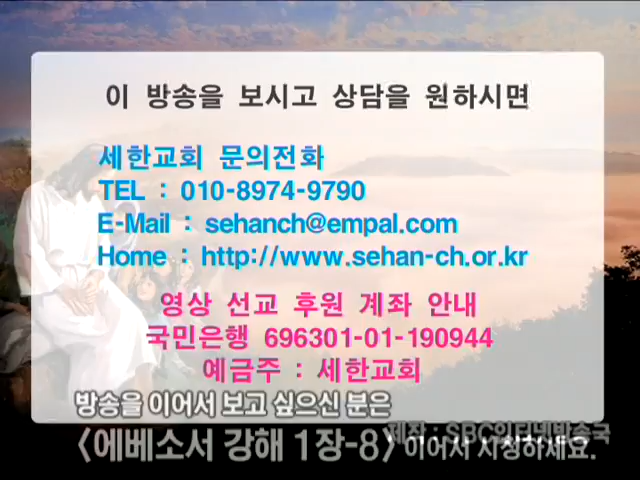 이 방송을 보시고 상담을 원하시면
세한교회 문의전화
TEL : 010-8974-9790
E-Mail : sehanch@empal.com
Home : http://www.sehan-ch.or.kr
영상 선교 후원 계좌 안내
국민은행 696301-01-190944
예금주 : 세한교회
방송을 이어서 보고 싶으신 분은
제작 : SBC인터넷방송국
<에베소서 강해 1장-8> 이어서 시청하세요.